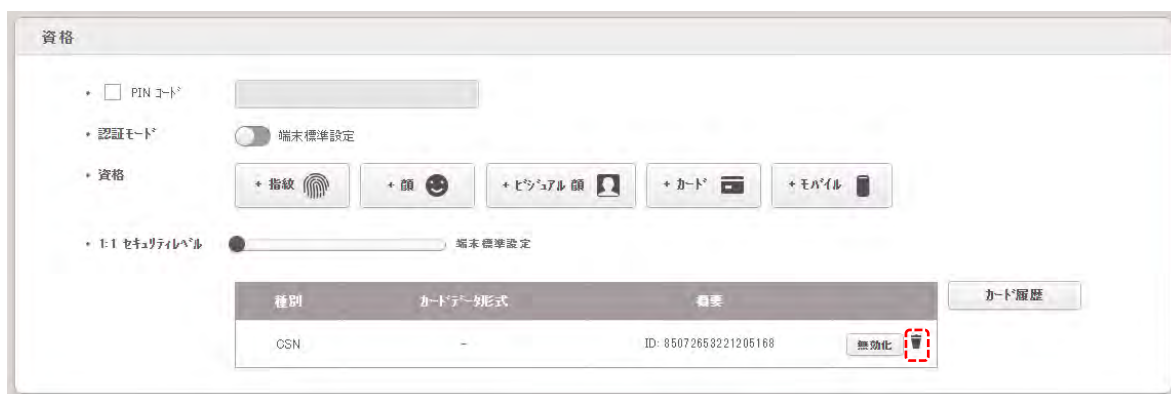 資格
・ PIN コード
・ 認証モード 端末標準設定
・ 資格 + 指紋 + 顔 + ビジュアル 顔 + カード + モバイル
・ 1:1 セキュリティレベル 端末標準設定
種別 カードデータ形式 概要 カード履歴
CSN - ID: 85072653221205168 無効化